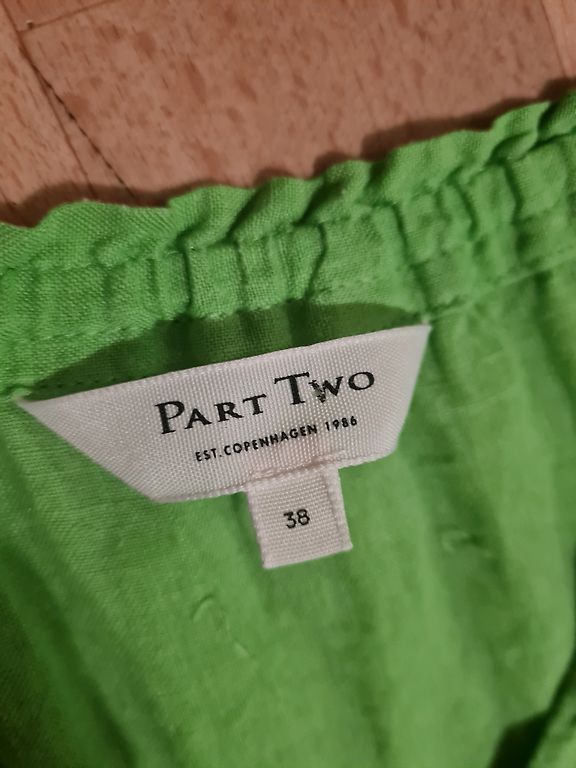 PART TWO
EST. COPENHAGEN 1986
38